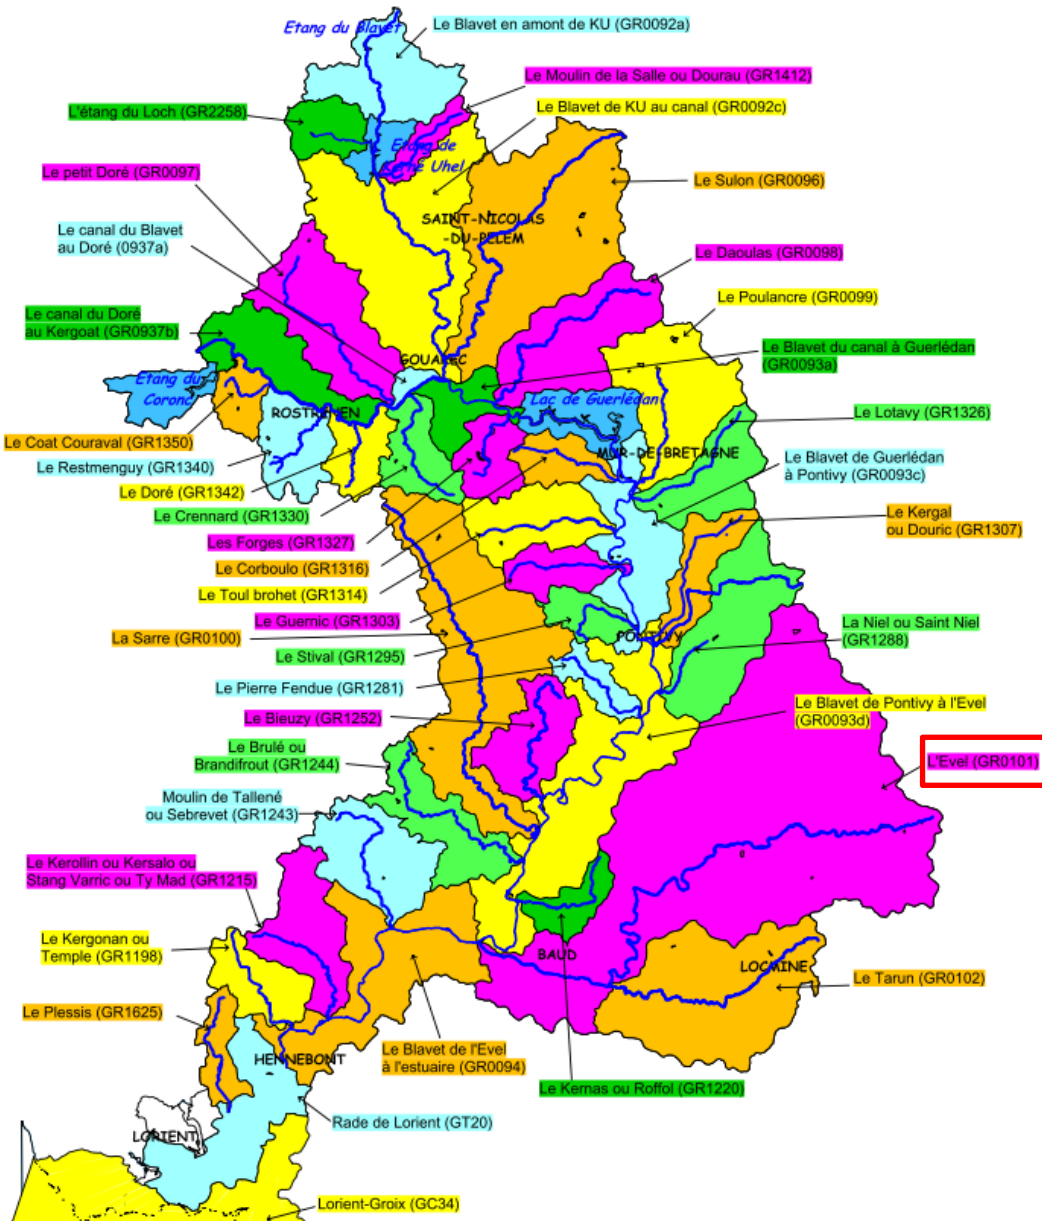 Etang du Blavet
Le Blavet en amont de KU (GR0092a)
Le Moulin de la Salle ou Dourau (GR1412)
L'étang du Loch (GR2258)
Le Blavet de KU au canal (GR0092c)
Etang de
Kerné Uhel
Le petit Doré (GR0097)
Le Sulon (GR0096)
Le canal du Blavet
au Doré (0937a)
SAINT-NICOLAS
-DU-PELEM
Le Daoulas (GR0098)
Le Poulancre (GR0099)
Le canal du Doré
au Kergoat (GR0937b)
GOUAREC
Le Blavet du canal à Guerlédan
(GR0093a)
Etang du
Coronc
Lac de Guerlédan
ROSTRENEN
Le Lotavy (GR1326)
Le Coat Couraval (GR1350)
MUR-DE-BRETAGNE
Le Restmenguy (GR1340)
Le Blavet de Guerlédan
à Pontivy (GR0093c)
Le Doré (GR1342)
Le Crennard (GR1330)
Le Kergal
ou Douric (GR1307)
Les Forges (GR1327)
Le Corboulo (GR1316)
Le Toul brohet (GR1314)
Le Guernic (GR1303)
La Niel ou Saint Niel
(GR1288)
La Sarre (GR0100)
PONTIVY
Le Stival (GR1295)
Le Pierre Fendue (GR1281)
Le Blavet de Pontivy à l'Evel
(GR0093d)
Le Bieuzy (GR1252)
L'Evel (GR0101)
Le Brulé ou
Brandifrout (GR1244)
Moulin de Tallené
ou Sebrevet (GR1243)
Le Kerollin ou Kersalo ou
Stang Varric ou Ty Mad (GR1215)
Le Kergonan ou
Temple (GR1198)
BAUD
LOCMINE
Le Tarun (GR0102)
Le Plessis (GR1625)
HENNEBONT
Le Blavet de l'Evel
à l'estuaire (GR0094)
Le Kernas ou Roffol (GR1220)
Rade de Lorient (GT20)
LORIENT
Lorient-Groix (GC34)